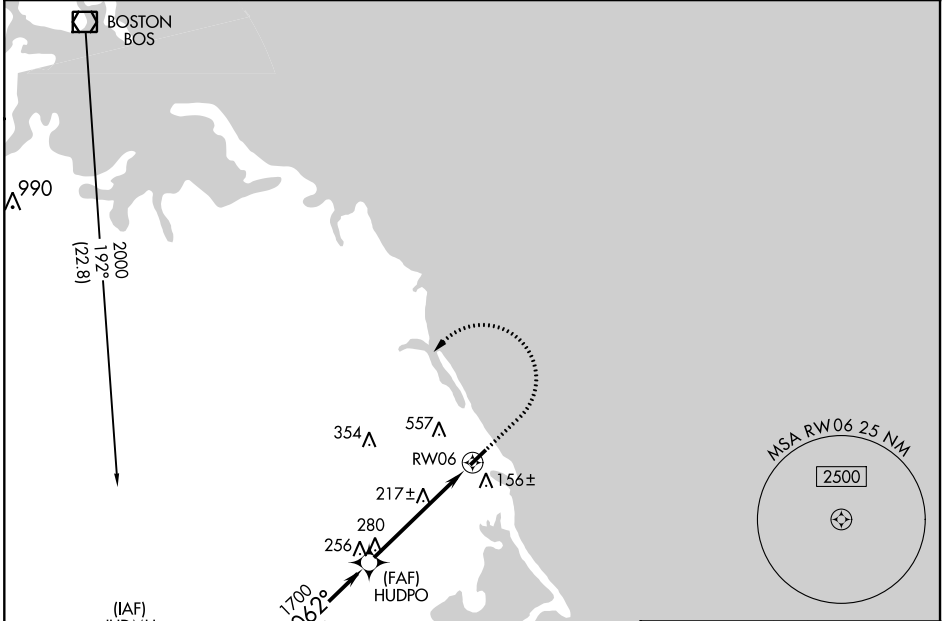 BOSTON
BOS
990
2000
192°
(22.8)
354
557
RW06
156±
217±
280
256
(FAF)
HUDPO
1700
062°
(IAF)
MSA RW06 25 NM
2500